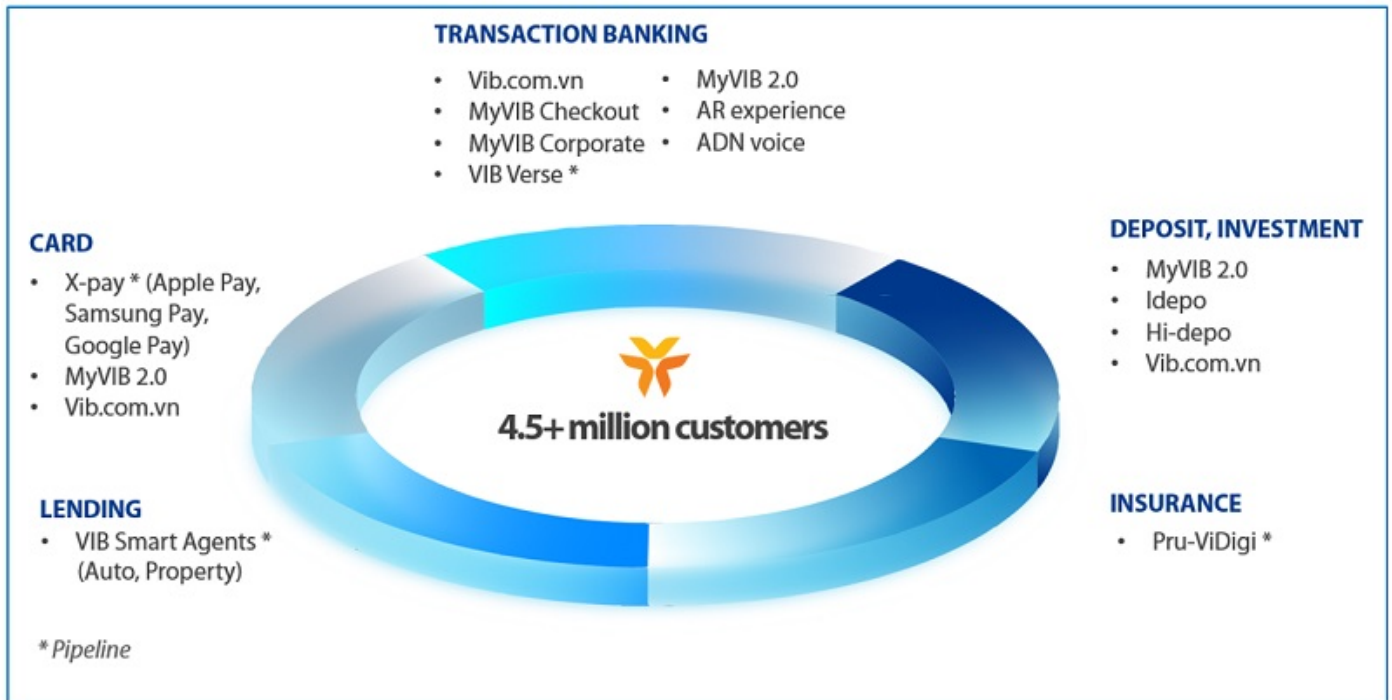 TRANSACTION BANKING
• Vib.com.vn
• MyVIB Checkout
• MyVIB Corporate
• VIB Verse *
• MyVIB 2.0
• AR experience
• ADN voice
CARD
• X-pay * (Apple Pay,
Samsung Pay,
Google Pay)
• MyVIB 2.0
• Vib.com.vn
DEPOSIT, INVESTMENT
• MyVIB 2.0
• Idepo
• Hi-depo
• Vib.com.vn
4.5+ million customers
LENDING
• VIB Smart Agents *
(Auto, Property)
INSURANCE
• Pru-ViDigi *
* Pipeline